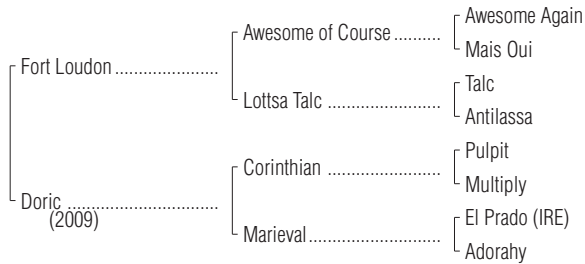 Awesome Again
Awesome of Course ..........
Mais Oui
Fort Loudon ......................
Talc
Lottsa Talc ........................
Antilassa
Pulpit
Corinthian ........................
Multiply
Doric ................................
(2009)
El Prado (IRE)
Marieval............................
Adorahy